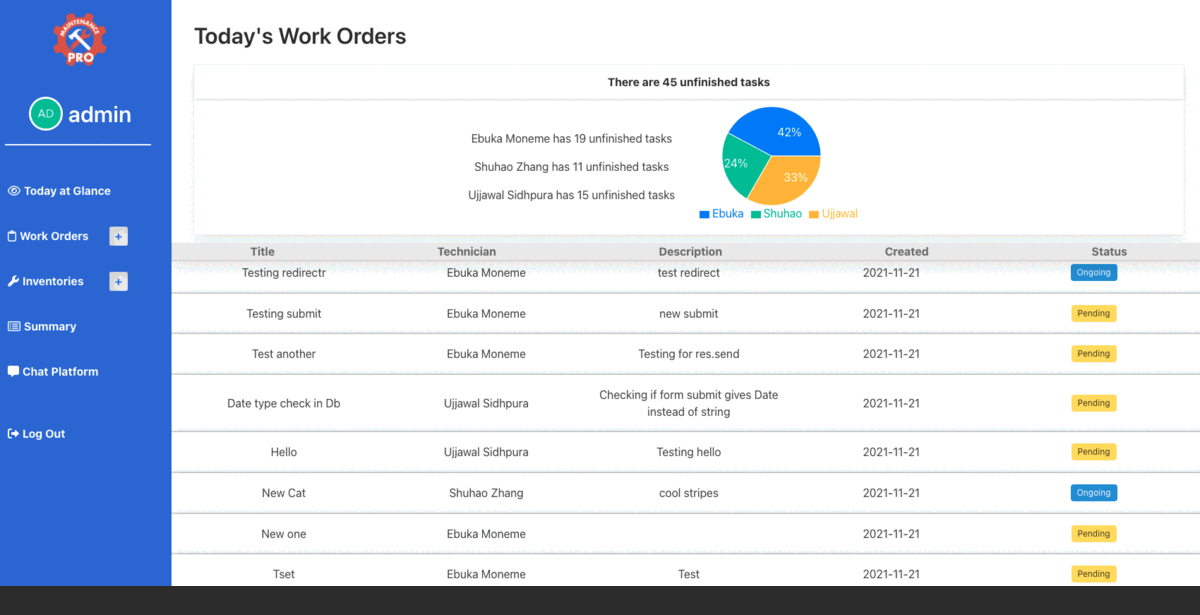 MAINTENANCE
PRO
AD admin
Today at Glance
Work Orders +
Inventories +
Summary
Chat Platform
Log Out
Today's Work Orders
There are 45 unfinished tasks
Ebuka Moneme has 19 unfinished tasks
Shuhao Zhang has 11 unfinished tasks
Ujjawal Sidhpura has 15 unfinished tasks
42%
24%
33%
Ebuka Shuhao Ujjawal
Title Technician Description Created Status
Testing redirectr Ebuka Moneme test redirect 2021-11-21 Ongoing
Testing submit Ebuka Moneme new submit 2021-11-21 Pending
Test another Ebuka Moneme Testing for res.send 2021-11-21 Pending
Date type check in Db Ujjawal Sidhpura Checking if form submit gives Date 2021-11-21 Pending
instead of string
Hello Ujjawal Sidhpura Testing hello 2021-11-21 Pending
New Cat Shuhao Zhang cool stripes 2021-11-21 Ongoing
New one Ebuka Moneme 2021-11-21 Pending
Tset Ebuka Moneme Test 2021-11-21 Pending